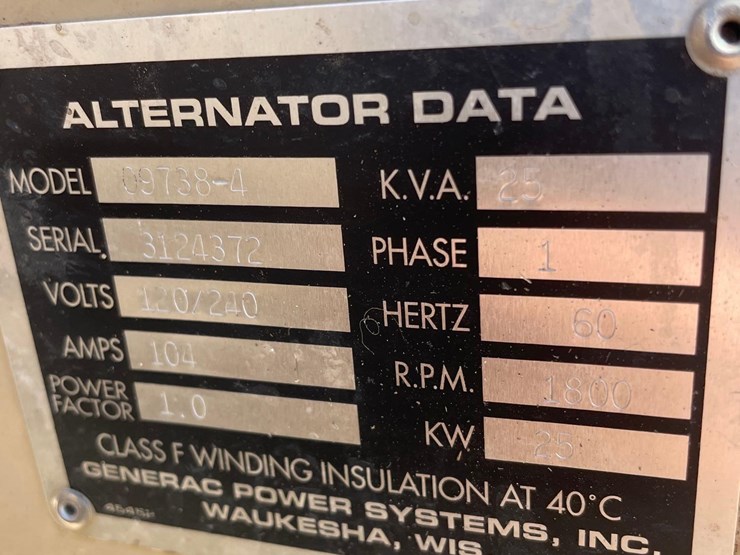 ALTERNATOR DATA
MODEL 09738-4 K.V.A. 25
SERIAL 3124372 PHASE 1
VOLTS 120/240 HERTZ 60
AMPS 104 R.P.M. 1800
POWER FACTOR 1.0 KW 25
CLASS F WINDING INSULATION AT 40°C
GENERAC POWER SYSTEMS, INC
WAUKESHA, WIS